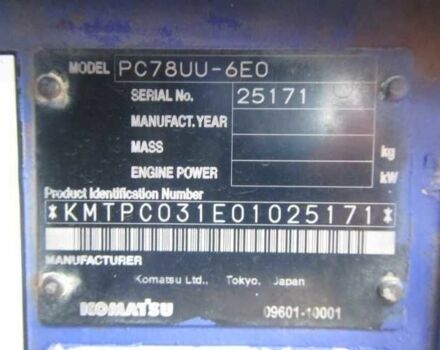 MODEL PC78UU-6E0
SERIAL No. 25171
MANUFACT.YEAR
MASS kg
ENGINE POWER kW
Product Identification Number
*KMTPC031E01025171*
MANUFACTURER
Komatsu Ltd., Tokyo, Japan
KOMATSU 09601-10001